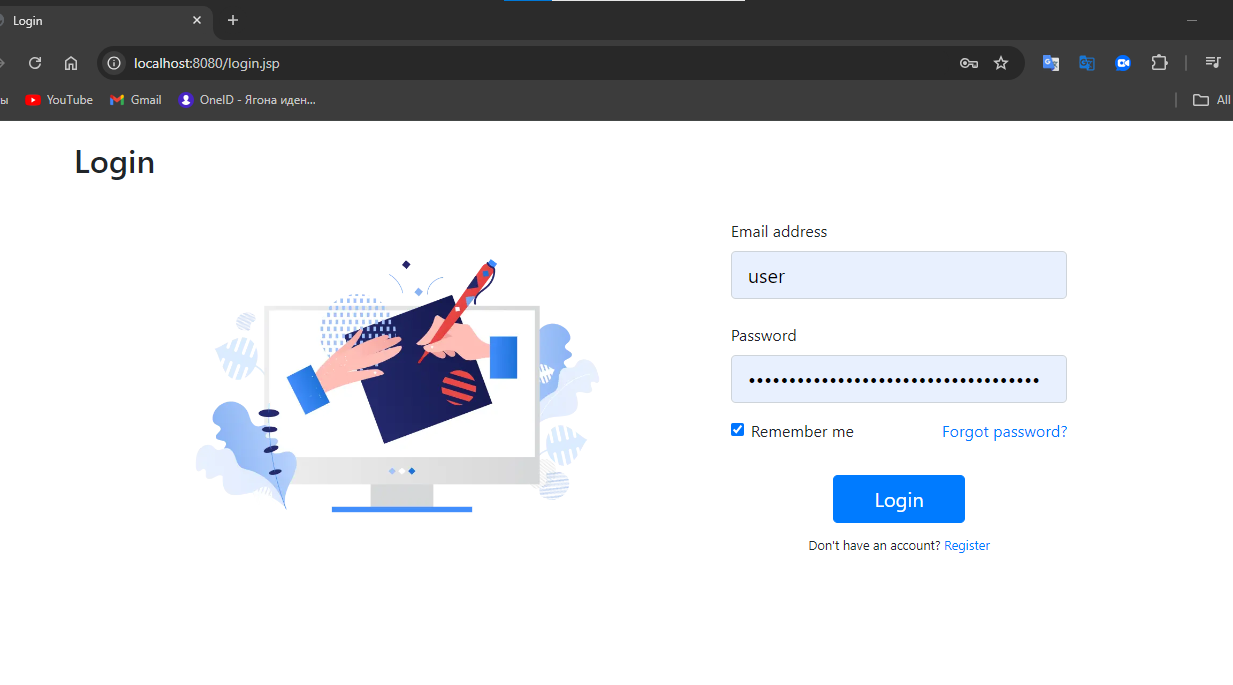 Login
localhost:8080/login.jsp
ы YouTube Gmail OneID - Ягона иден... All
Login
Email address
user
Password
••••••••••••••••••••••••••••••••••••
Remember me Forgot password?
Login
Don't have an account? Register